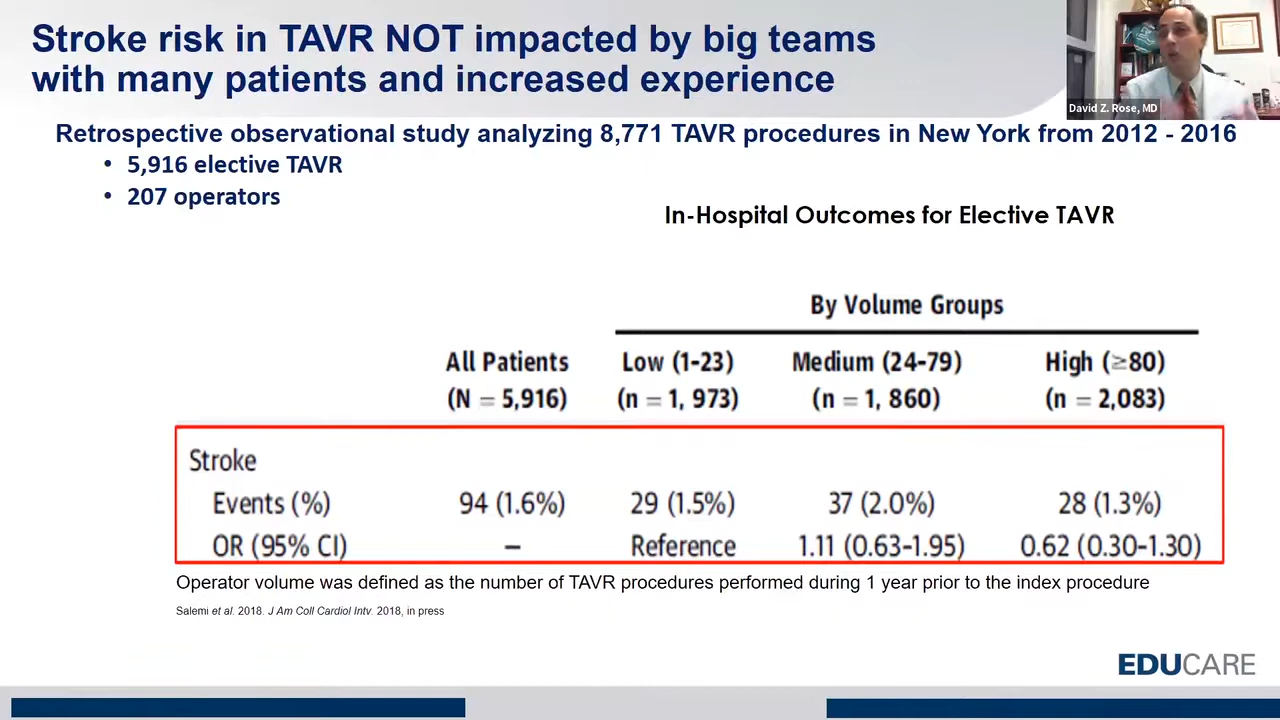 Stroke risk in TAVR NOT impacted by big teams
with many patients and increased experience
David Z. Rose, MD
Retrospective observational study analyzing 8,771 TAVR procedures in New York from 2012 - 2016
• 5,916 elective TAVR
• 207 operators
In-Hospital Outcomes for Elective TAVR
By Volume Groups
All Patients Low (1–23) Medium (24–79) High (≥80)
(N = 5,916) (n = 1, 973) (n = 1, 860) (n = 2,083)
Stroke
Events (%) 94 (1.6%) 29 (1.5%) 37 (2.0%) 28 (1.3%)
OR (95% CI) – Reference 1.11 (0.63–1.95) 0.62 (0.30–1.30)
Operator volume was defined as the number of TAVR procedures performed during 1 year prior to the index procedure
Salemi et al. 2018. J Am Coll Cardiol Intv. 2018, in press
EDUCARE